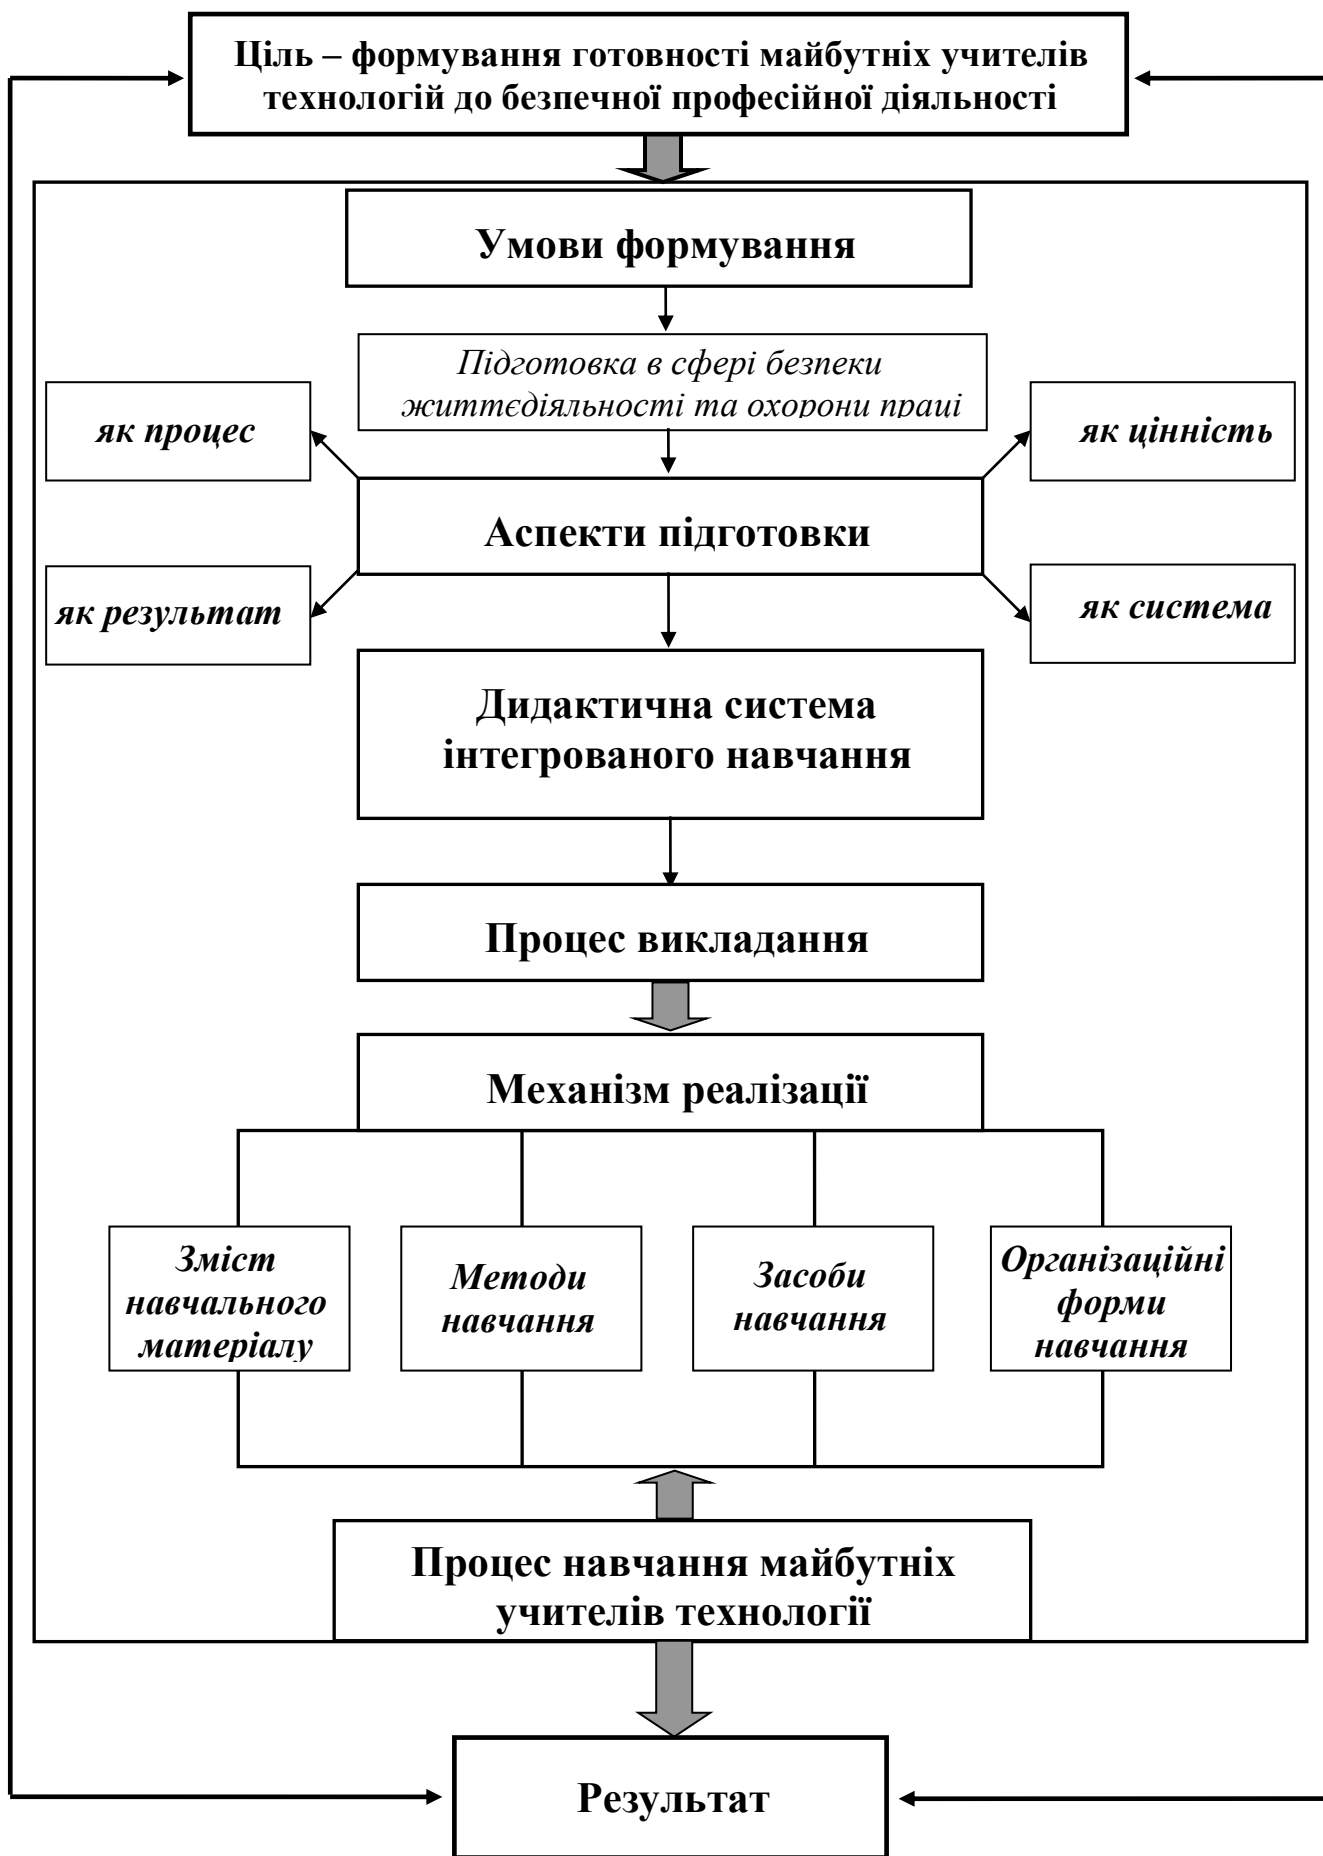 Ціль – формування готовності майбутніх учителів
технологій до безпечної професійної діяльності
Умови формування
Підготовка в сфері безпеки
життєдіяльності та охорони праці
як процес
як цінність
Аспекти підготовки
як результат
як система
Дидактична система
інтегрованого навчання
Процес викладання
Механізм реалізації
Зміст
навчального
матеріалу
Методи
навчання
Засоби
навчання
Організаційні
форми
навчання
Процес навчання майбутніх
учителів технології
Результат